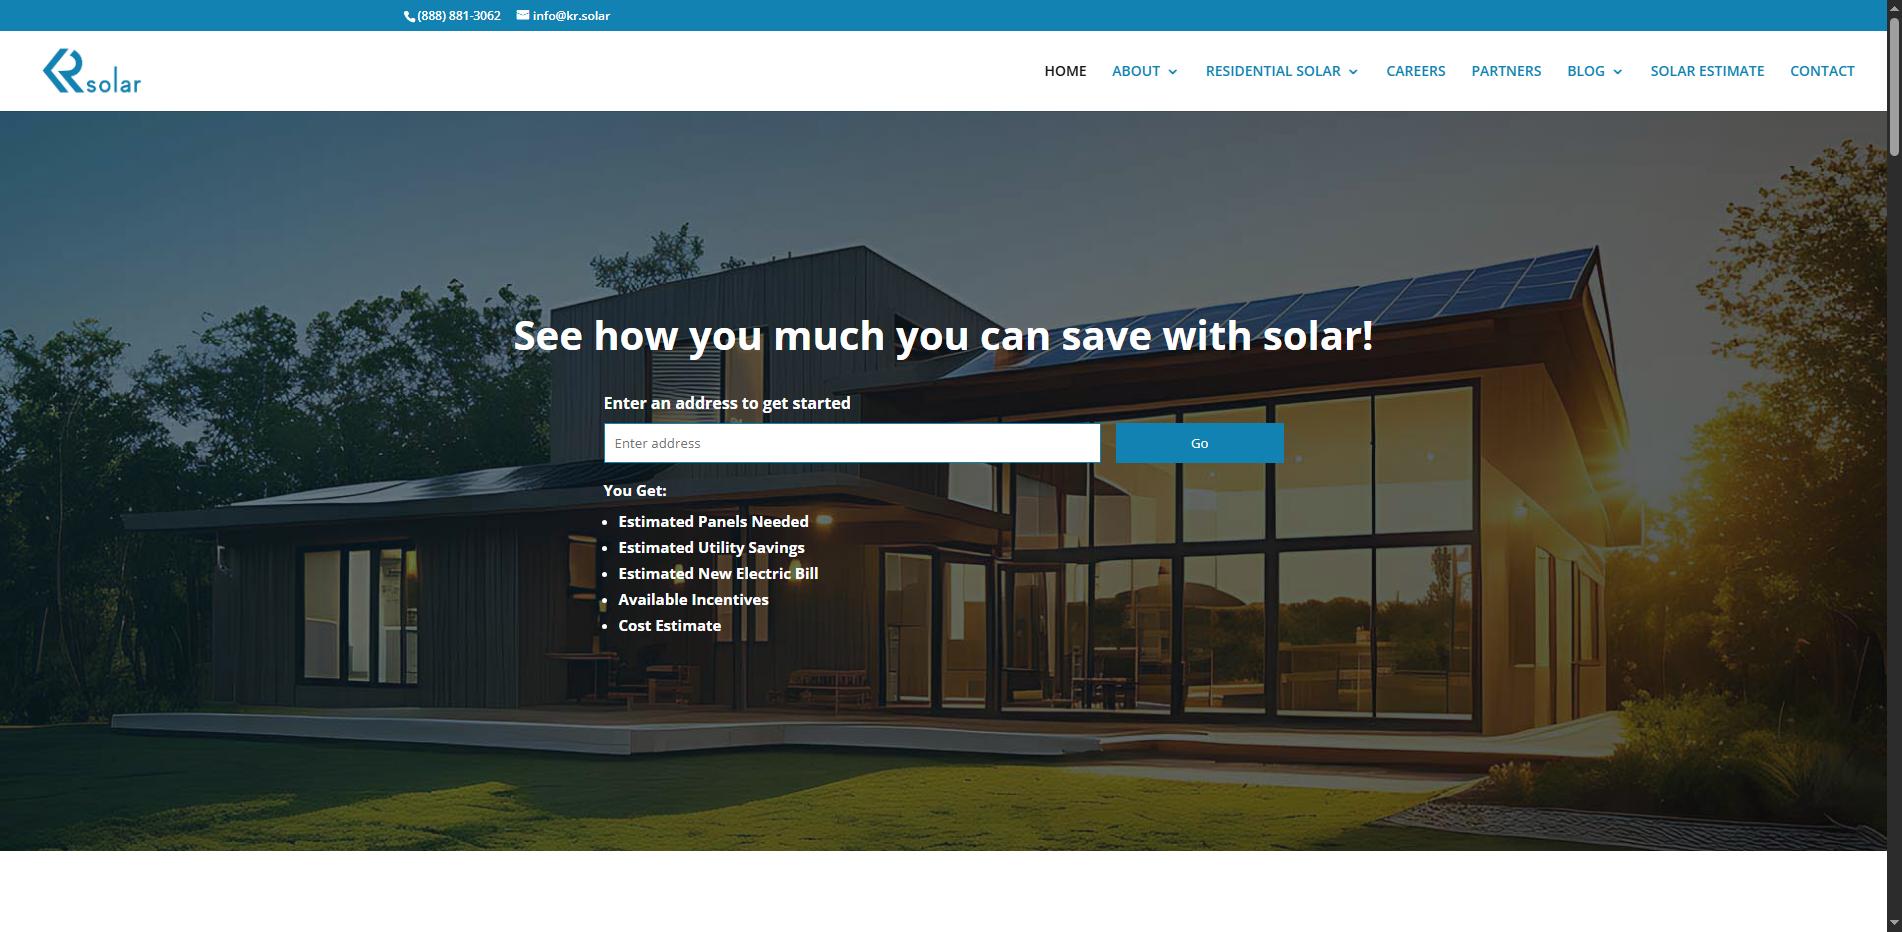 (888) 881-3062 info@kr.solar
KR solar
HOME ABOUT RESIDENTIAL SOLAR CAREERS PARTNERS BLOG SOLAR ESTIMATE CONTACT
See how you much you can save with solar!
Enter an address to get started
Enter address Go
You Get:
Estimated Panels Needed
Estimated Utility Savings
Estimated New Electric Bill
Available Incentives
Cost Estimate